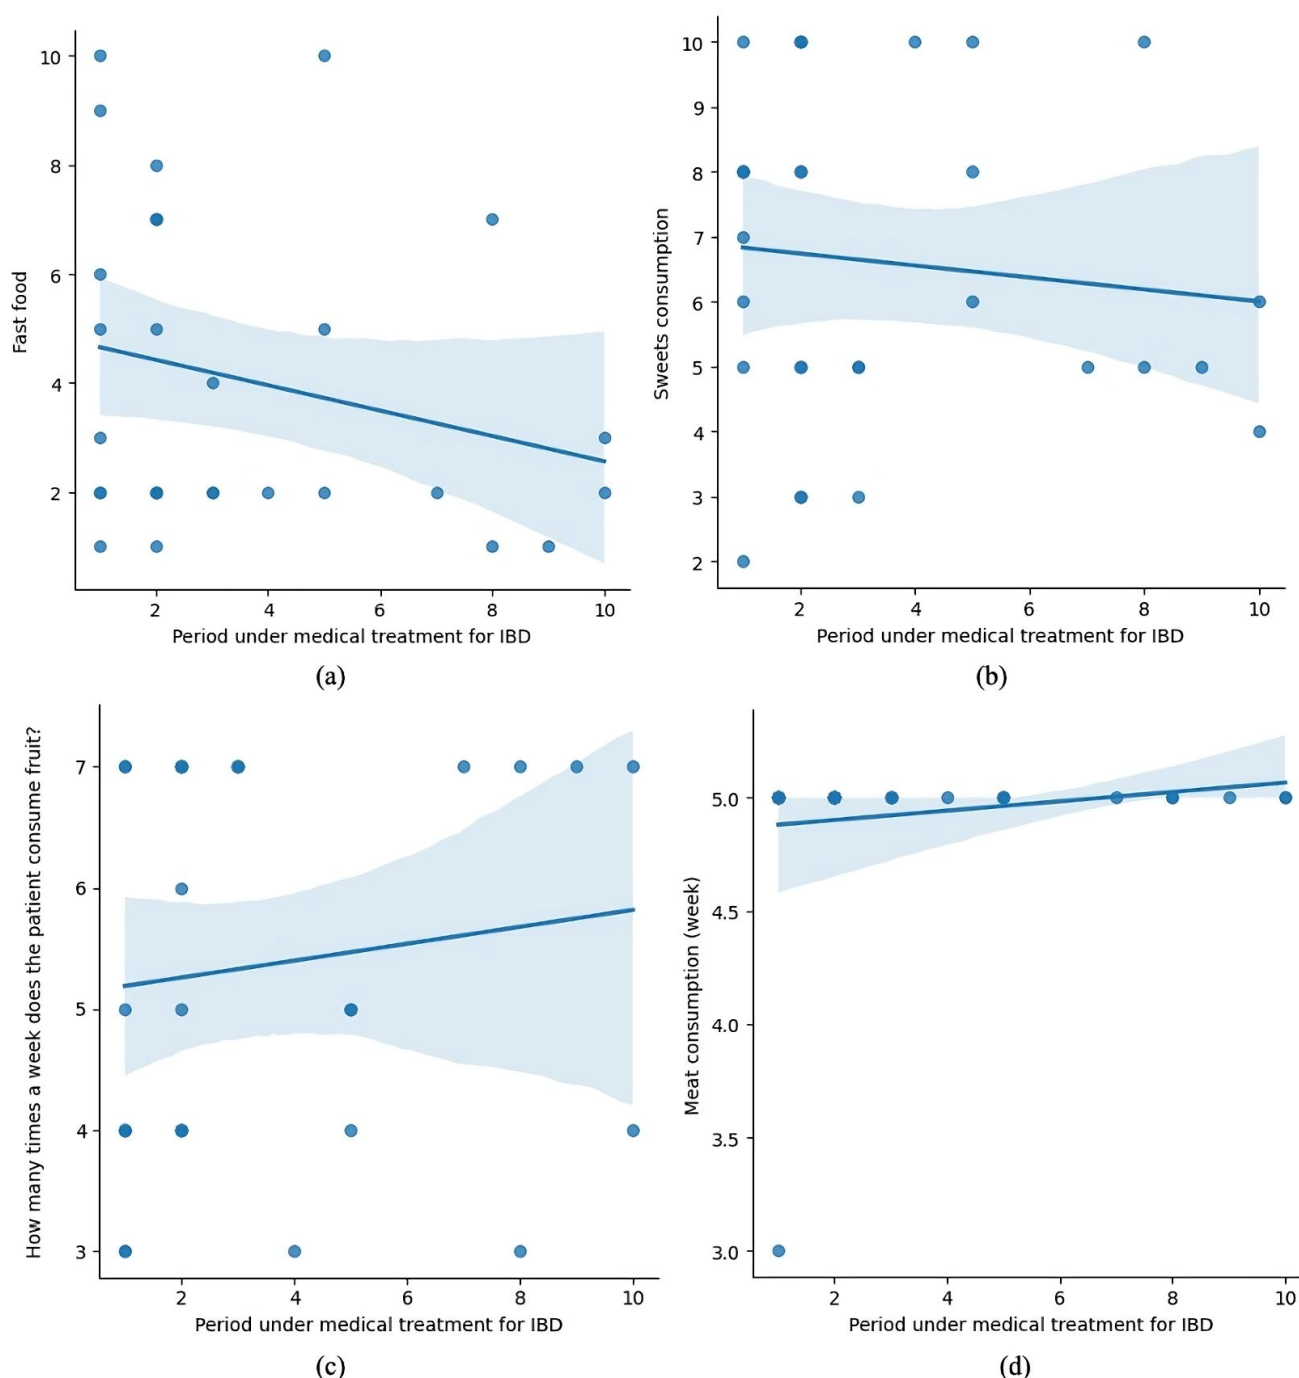 10
8
6
4
2
Fast food
2 4 6 8 10
Period under medical treatment for IBD
(a)
10
9
8
7
6
5
4
3
2
Sweets consumption
2 4 6 8 10
Period under medical treatment for IBD
(b)
7
6
5
4
3
How many times a week does the patient consume fruit?
2 4 6 8 10
Period under medical treatment for IBD
(c)
5.0
4.5
4.0
3.5
3.0
Meat consumption (week)
2 4 6 8 10
Period under medical treatment for IBD
(d)